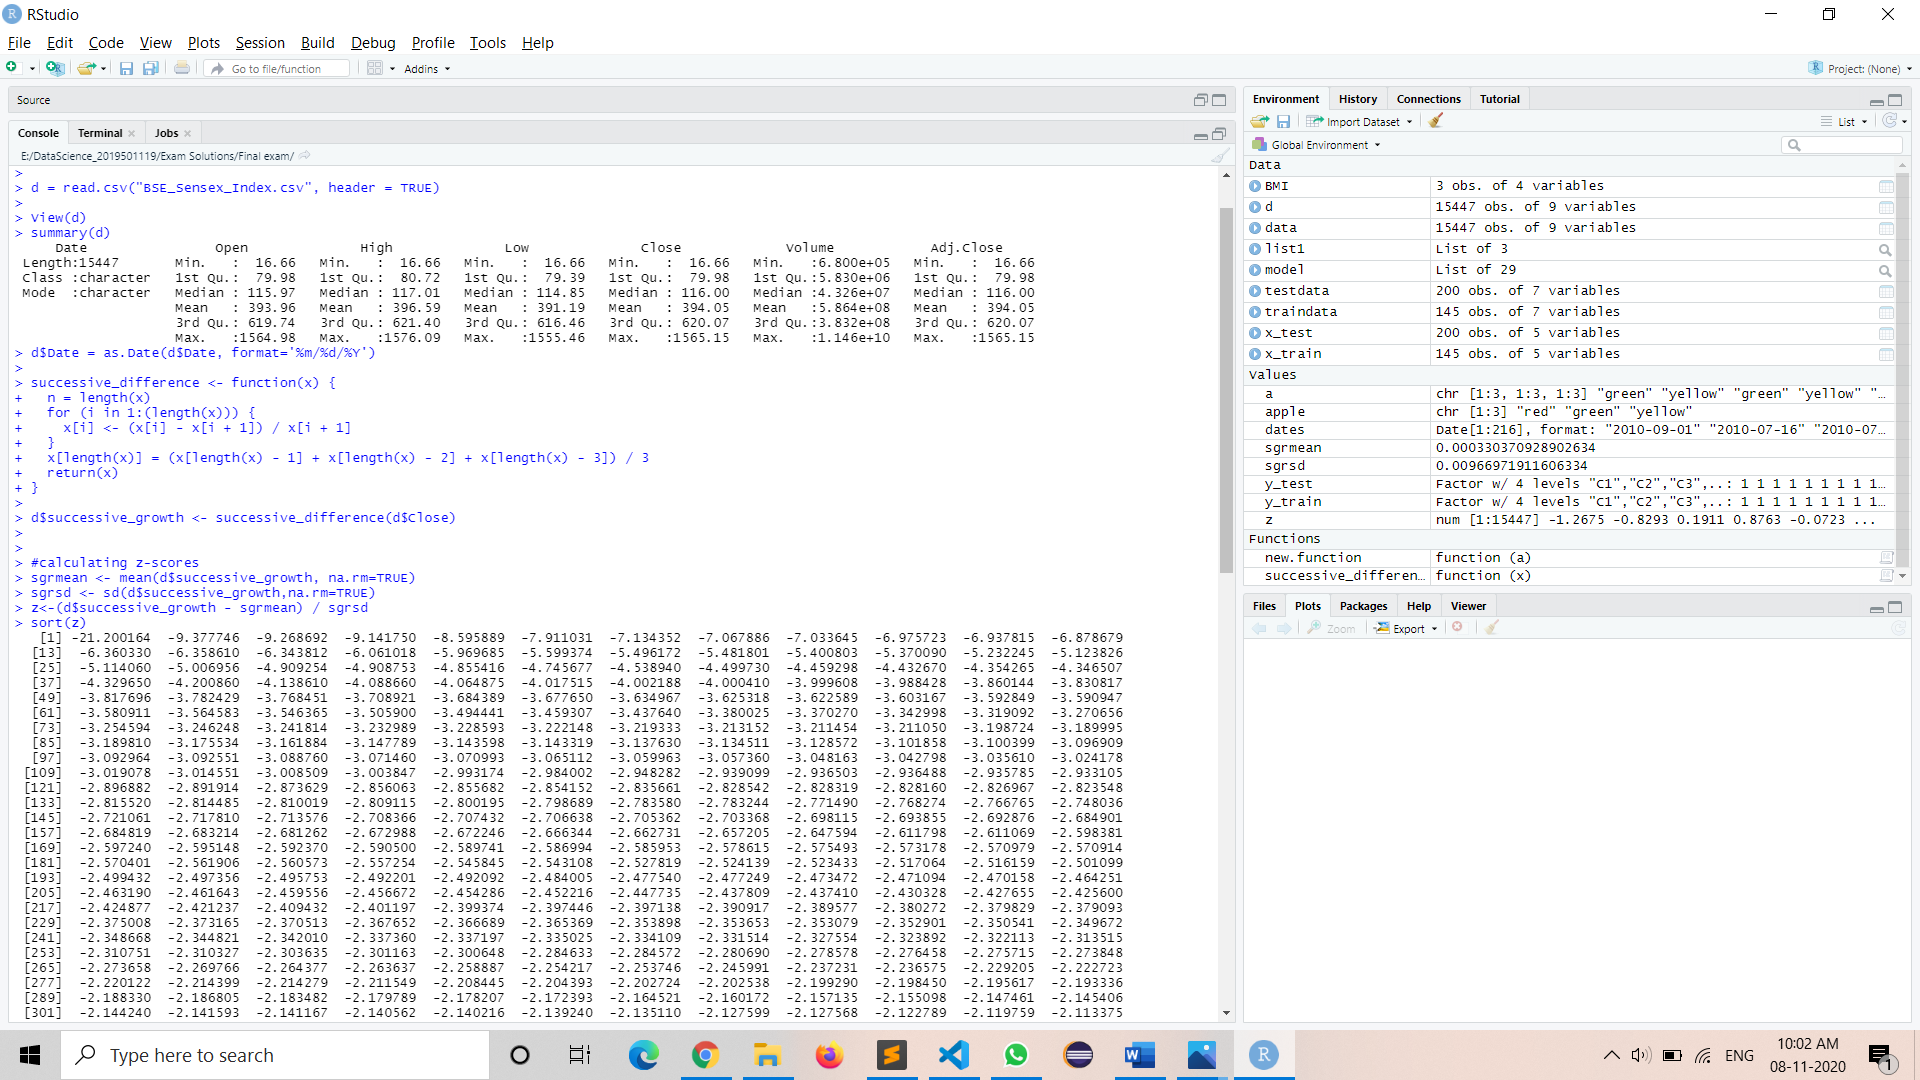 RStudio
File Edit Code View Plots Session Build Debug Profile Tools Help
Go to file/function Addins Project: (None)
Source
Console Terminal Jobs
E:/DataScience_2019501119/Exam Solutions/Final exam/
>
> d = read.csv("BSE_Sensex_Index.csv", header = TRUE)
>
> View(d)
> summary(d)
Date Open High Low Close Volume Adj.Close
Length:15447 Min. : 16.66 Min. : 16.66 Min. : 16.66 Min. : 16.66 Min. :6.800e+05 Min. : 16.66
Class :character 1st Qu.: 79.98 1st Qu.: 80.72 1st Qu.: 79.39 1st Qu.: 79.98 1st Qu.:5.830e+06 1st Qu.: 79.98
Mode :character Median : 115.97 Median : 117.01 Median : 114.85 Median : 116.00 Median :4.326e+07 Median : 116.00
Mean : 393.96 Mean : 396.59 Mean : 391.19 Mean : 394.05 Mean :5.864e+08 Mean : 394.05
3rd Qu.: 619.74 3rd Qu.: 621.40 3rd Qu.: 616.46 3rd Qu.: 620.07 3rd Qu.:3.832e+08 3rd Qu.: 620.07
Max. :1564.98 Max. :1576.09 Max. :1555.46 Max. :1565.15 Max. :1.146e+10 Max. :1565.15
> d$Date = as.Date(d$Date, format='%m/%d/%Y')
>
> successive_difference <- function(x) {
+ n = length(x)
+ for (i in 1:(length(x))) {
+ x[i] <- (x[i] - x[i + 1]) / x[i + 1]
+ }
+ x[length(x)] = (x[length(x) - 1] + x[length(x) - 2] + x[length(x) - 3]) / 3
+ return(x)
+ }
>
> d$successive_growth <- successive_difference(d$Close)
>
>
> #calculating z-scores
> sgrmean <- mean(d$successive_growth, na.rm=TRUE)
> sgrsd <- sd(d$successive_growth,na.rm=TRUE)
> z<-(d$successive_growth - sgrmean) / sgrsd
> sort(z)
[1] -21.200164 -9.377746 -9.268692 -9.141750 -8.595889 -7.911031 -7.134352 -7.067886 -7.033645 -6.975723 -6.937815 -6.878679
[13] -6.360330 -6.358610 -6.343812 -6.061018 -5.969685 -5.599374 -5.496172 -5.481801 -5.400803 -5.370090 -5.232245 -5.123826
[25] -5.114060 -5.006956 -4.909254 -4.908753 -4.855416 -4.745677 -4.538940 -4.499730 -4.459298 -4.432670 -4.354265 -4.346507
[37] -4.329650 -4.200860 -4.138610 -4.088660 -4.064875 -4.017515 -4.002188 -4.000410 -3.999608 -3.988428 -3.860144 -3.830817
[49] -3.817696 -3.782429 -3.768451 -3.708921 -3.684389 -3.677650 -3.634967 -3.625318 -3.622589 -3.603167 -3.592849 -3.590947
[61] -3.580911 -3.564583 -3.546365 -3.505900 -3.494441 -3.459307 -3.437640 -3.380025 -3.370270 -3.342998 -3.319092 -3.270656
[73] -3.254594 -3.246248 -3.241814 -3.232989 -3.228593 -3.222148 -3.219333 -3.213152 -3.211454 -3.211050 -3.198724 -3.189995
[85] -3.189810 -3.175534 -3.161884 -3.147789 -3.143598 -3.143319 -3.137630 -3.134511 -3.128572 -3.101858 -3.100399 -3.096909
[97] -3.092964 -3.092551 -3.088760 -3.071460 -3.070993 -3.065112 -3.059963 -3.057360 -3.048163 -3.042798 -3.035610 -3.024178
[109] -3.019078 -3.014551 -3.008509 -3.003847 -2.993174 -2.984002 -2.948282 -2.939099 -2.936503 -2.936488 -2.935785 -2.933105
[121] -2.896882 -2.891914 -2.873629 -2.856063 -2.855682 -2.854152 -2.835661 -2.828542 -2.828319 -2.828160 -2.826967 -2.823548
[133] -2.815520 -2.814485 -2.810019 -2.809115 -2.800195 -2.798689 -2.783580 -2.783244 -2.771490 -2.768274 -2.766765 -2.748036
[145] -2.721061 -2.717810 -2.713576 -2.708366 -2.707432 -2.706638 -2.705362 -2.703368 -2.698115 -2.693855 -2.692876 -2.684901
[157] -2.684819 -2.683214 -2.681262 -2.672988 -2.672246 -2.666344 -2.662731 -2.657205 -2.647594 -2.611798 -2.611069 -2.598381
[169] -2.597240 -2.595148 -2.592370 -2.590500 -2.589741 -2.586994 -2.585953 -2.578615 -2.575493 -2.573178 -2.570979 -2.570914
[181] -2.570401 -2.561906 -2.560573 -2.557254 -2.545845 -2.543108 -2.527819 -2.524139 -2.523433 -2.517064 -2.516159 -2.501099
[193] -2.499432 -2.497356 -2.495753 -2.492201 -2.492092 -2.484005 -2.477540 -2.477249 -2.473472 -2.471094 -2.470158 -2.464251
[205] -2.463190 -2.461643 -2.459556 -2.456672 -2.454286 -2.452216 -2.447735 -2.437809 -2.437410 -2.430328 -2.427655 -2.425600
[217] -2.424877 -2.421237 -2.409432 -2.401197 -2.399374 -2.397446 -2.397138 -2.390917 -2.389577 -2.380272 -2.379829 -2.379093
[229] -2.375008 -2.373165 -2.370513 -2.367652 -2.366689 -2.365369 -2.353898 -2.353653 -2.353079 -2.352901 -2.350541 -2.349672
[241] -2.348668 -2.344821 -2.342010 -2.337360 -2.337197 -2.335025 -2.334109 -2.331514 -2.327554 -2.323892 -2.322113 -2.313515
[253] -2.310751 -2.310327 -2.303635 -2.301163 -2.300648 -2.284633 -2.284572 -2.280690 -2.278578 -2.276458 -2.275715 -2.273848
[265] -2.273658 -2.269766 -2.264377 -2.263637 -2.258887 -2.254217 -2.253746 -2.245991 -2.237231 -2.236575 -2.229205 -2.222723
[277] -2.220122 -2.214399 -2.214279 -2.211549 -2.208445 -2.204393 -2.202724 -2.202538 -2.199290 -2.198450 -2.195617 -2.193336
[289] -2.188330 -2.186805 -2.183482 -2.179789 -2.178207 -2.172393 -2.164521 -2.160172 -2.157135 -2.155098 -2.147461 -2.145406
[301] -2.144240 -2.141593 -2.141167 -2.140562 -2.140216 -2.139240 -2.135110 -2.127599 -2.127568 -2.122789 -2.119759 -2.113375
Environment History Connections Tutorial
Import Dataset List
Global Environment
Data
BMI 3 obs. of 4 variables
d 15447 obs. of 9 variables
data 15447 obs. of 9 variables
list1 List of 3
model List of 29
testdata 200 obs. of 7 variables
traindata 145 obs. of 7 variables
x_test 200 obs. of 5 variables
x_train 145 obs. of 5 variables
Values
a chr [1:3, 1:3, 1:3] "green" "yellow" "green" "yellow" "…
apple chr [1:3] "red" "green" "yellow"
dates Date[1:216], format: "2010-09-01" "2010-07-16" "2010-07…
sgrmean 0.000330370928902634
sgrsd 0.00966971911606334
y_test Factor w/ 4 levels "C1","C2","C3",..: 1 1 1 1 1 1 1 1 1…
y_train Factor w/ 4 levels "C1","C2","C3",..: 1 1 1 1 1 1 1 1 1…
z num [1:15447] -1.2675 -0.8293 0.1911 0.8763 -0.0723 ...
Functions
new.function function (a)
successive_differen… function (x)
Files Plots Packages Help Viewer
Zoom Export
Type here to search
ENG
10:02 AM
08-11-2020
1